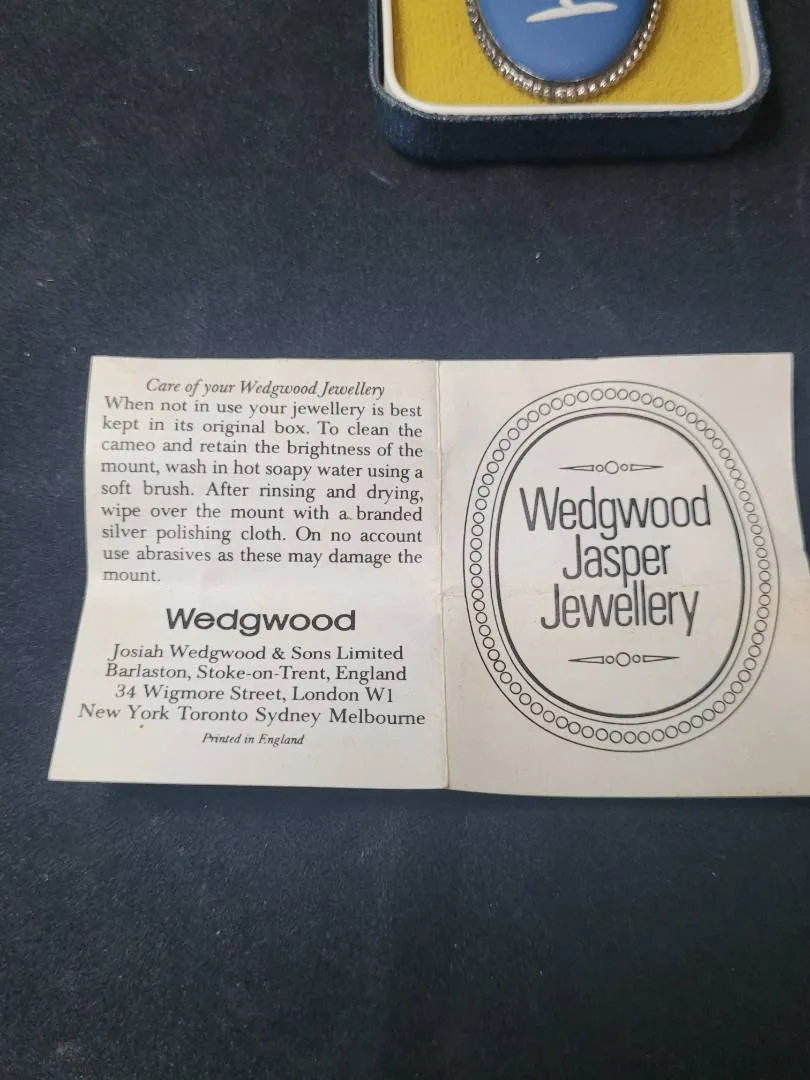 Care of your Wedgwood Jewellery
When not in use your jewellery is best
kept in its original box. To clean the
cameo and retain the brightness of the
mount, wash in hot soapy water using a
soft brush. After rinsing and drying,
wipe over the mount with a branded
silver polishing cloth. On no account
use abrasives as these may damage the
mount.
Wedgwood
Josiah Wedgwood & Sons Limited
Barlaston, Stoke-on-Trent, England
34 Wigmore Street, London W1
New York Toronto Sydney Melbourne
Printed in England
Wedgwood
Jasper
Jewellery